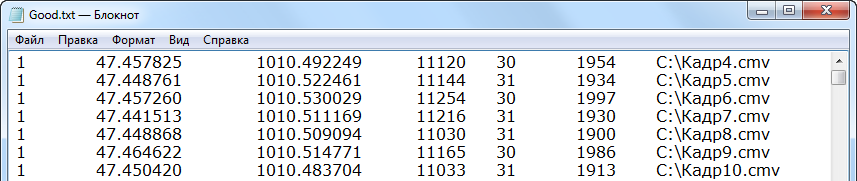 Good.txt — Блокнот
Файл Правка Формат Вид Справка
1 47.457825 1010.492249 11120 30 1954 C:\Кадр4.cmv
1 47.448761 1010.522461 11144 31 1934 C:\Кадр5.cmv
1 47.457260 1010.530029 11254 30 1997 C:\Кадр6.cmv
1 47.441513 1010.511169 11216 31 1930 C:\Кадр7.cmv
1 47.448868 1010.509094 11030 31 1900 C:\Кадр8.cmv
1 47.464622 1010.514771 11165 30 1986 C:\Кадр9.cmv
1 47.450420 1010.483704 11033 31 1913 C:\Кадр10.cmv